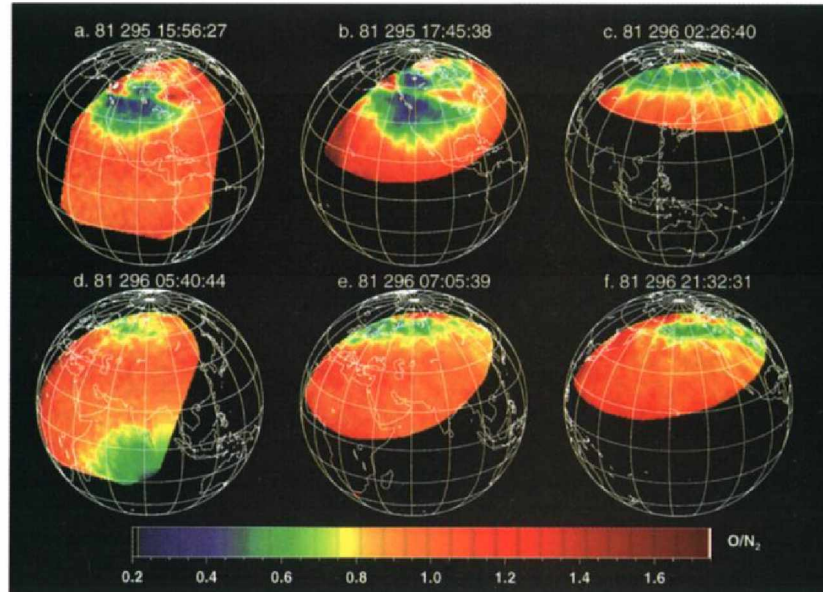 a. 81 295 15:56:27
b. 81 295 17:45:38
c. 81 296 02:26:40
d. 81 296 05:40:44
e. 81 296 07:05:39
f. 81 296 21:32:31
O/N₂
0.2 0.4 0.6 0.8 1.0 1.2 1.4 1.6